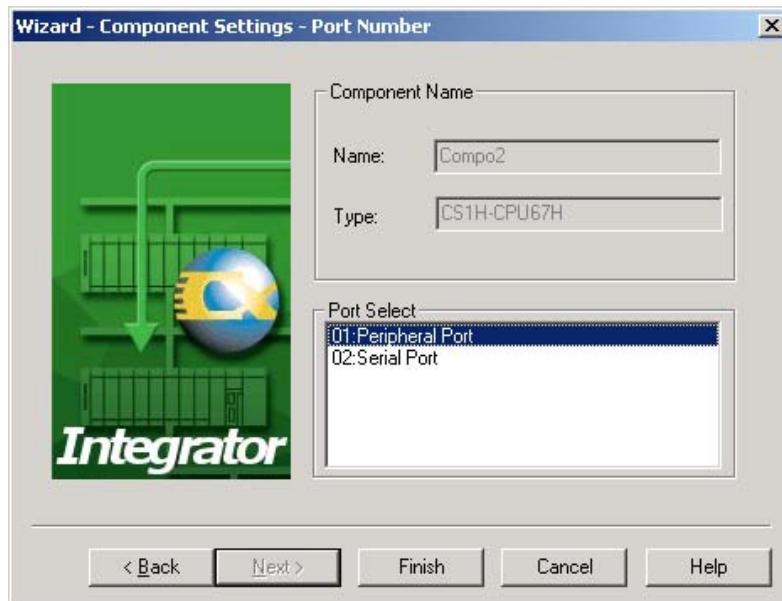 Wizard - Component Settings - Port Number
Component Name
Name: Compo2
Type: CS1H-CPU67H
Port Select
01:Peripheral Port
02:Serial Port
CX
Integrator
< Back Next > Finish Cancel Help